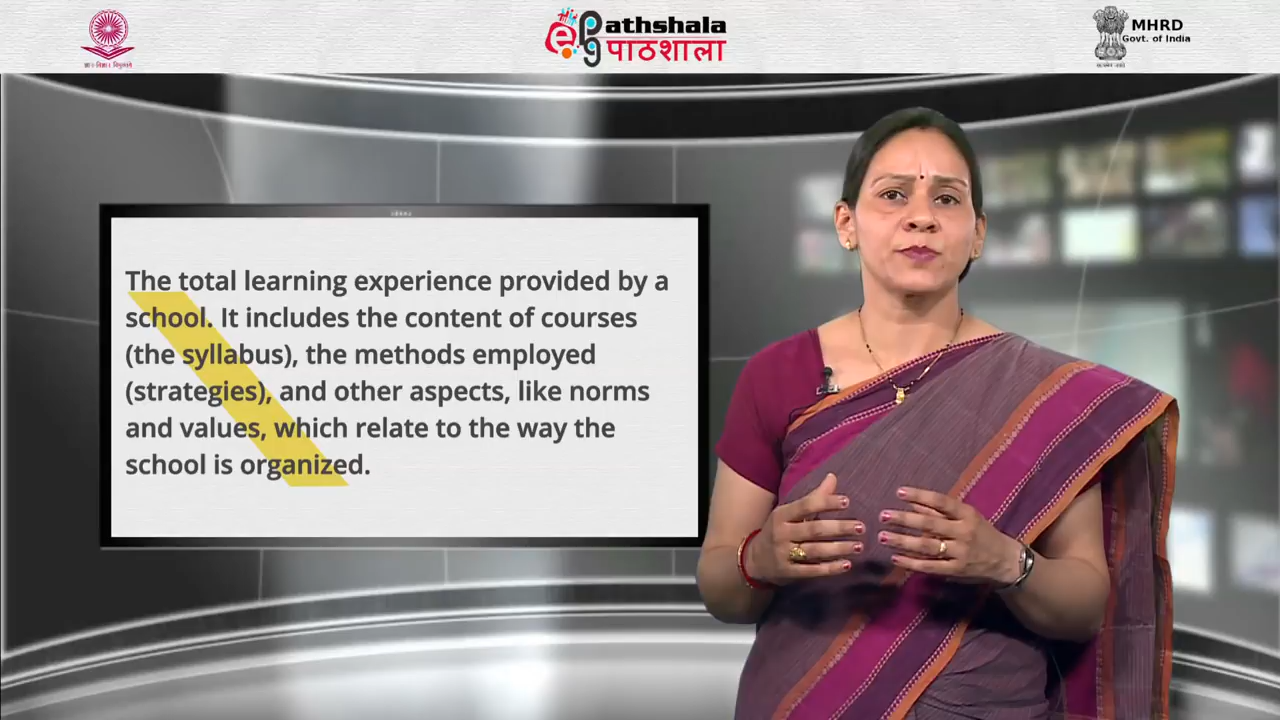 ePg
athshala
पाठशाला
MHRD
Govt. of India
The total learning experience provided by a
school. It includes the content of courses
(the syllabus), the methods employed
(strategies), and other aspects, like norms
and values, which relate to the way the
school is organized.